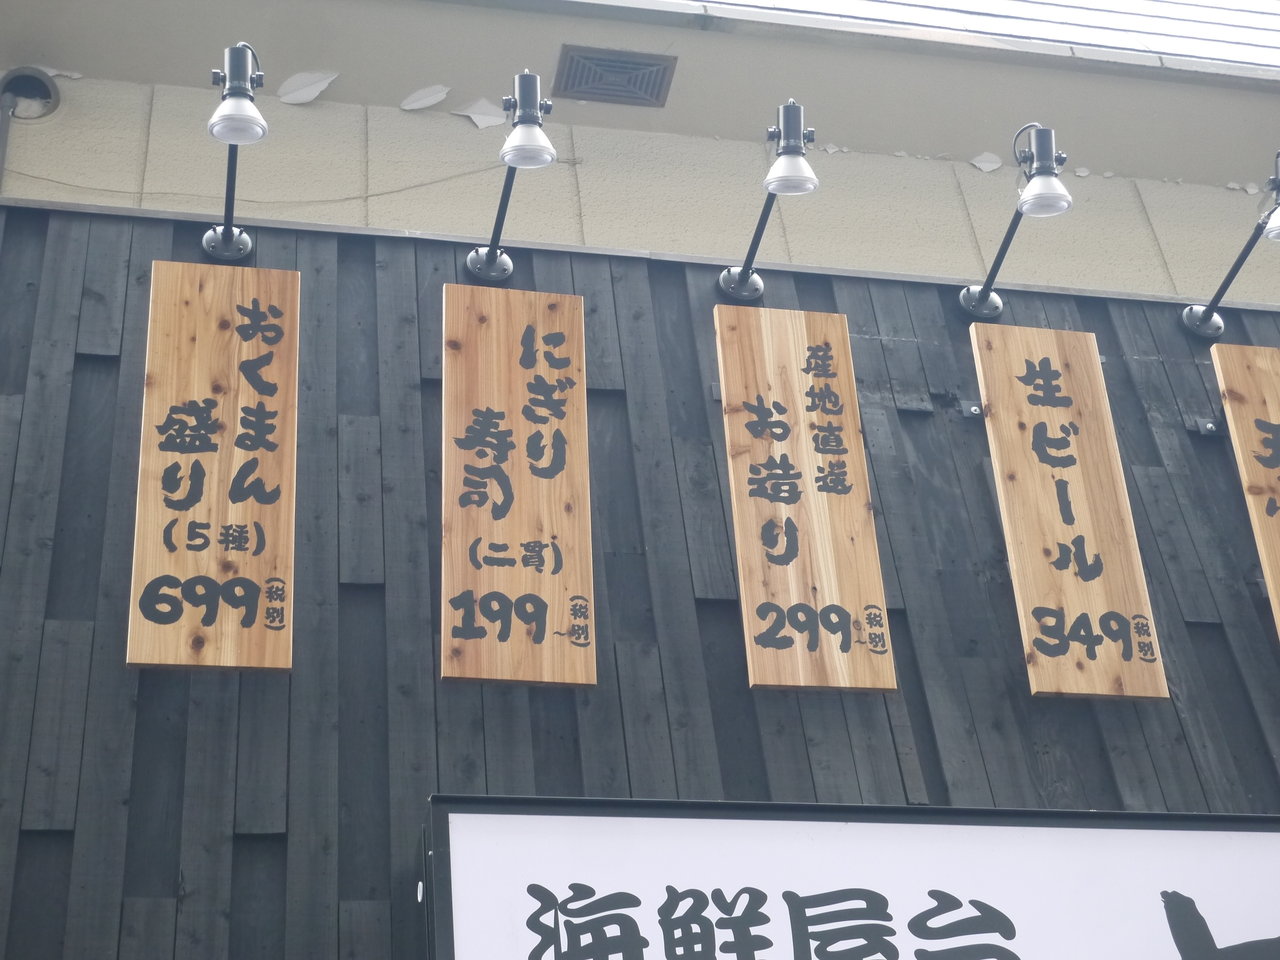 おくまん
盛り
(5種)
699(別税)
にぎり
寿司
(二貫)
199~(別税)
産地直送
お造り
299~(別税)
生ビール
349(別税)
海鮮屋台